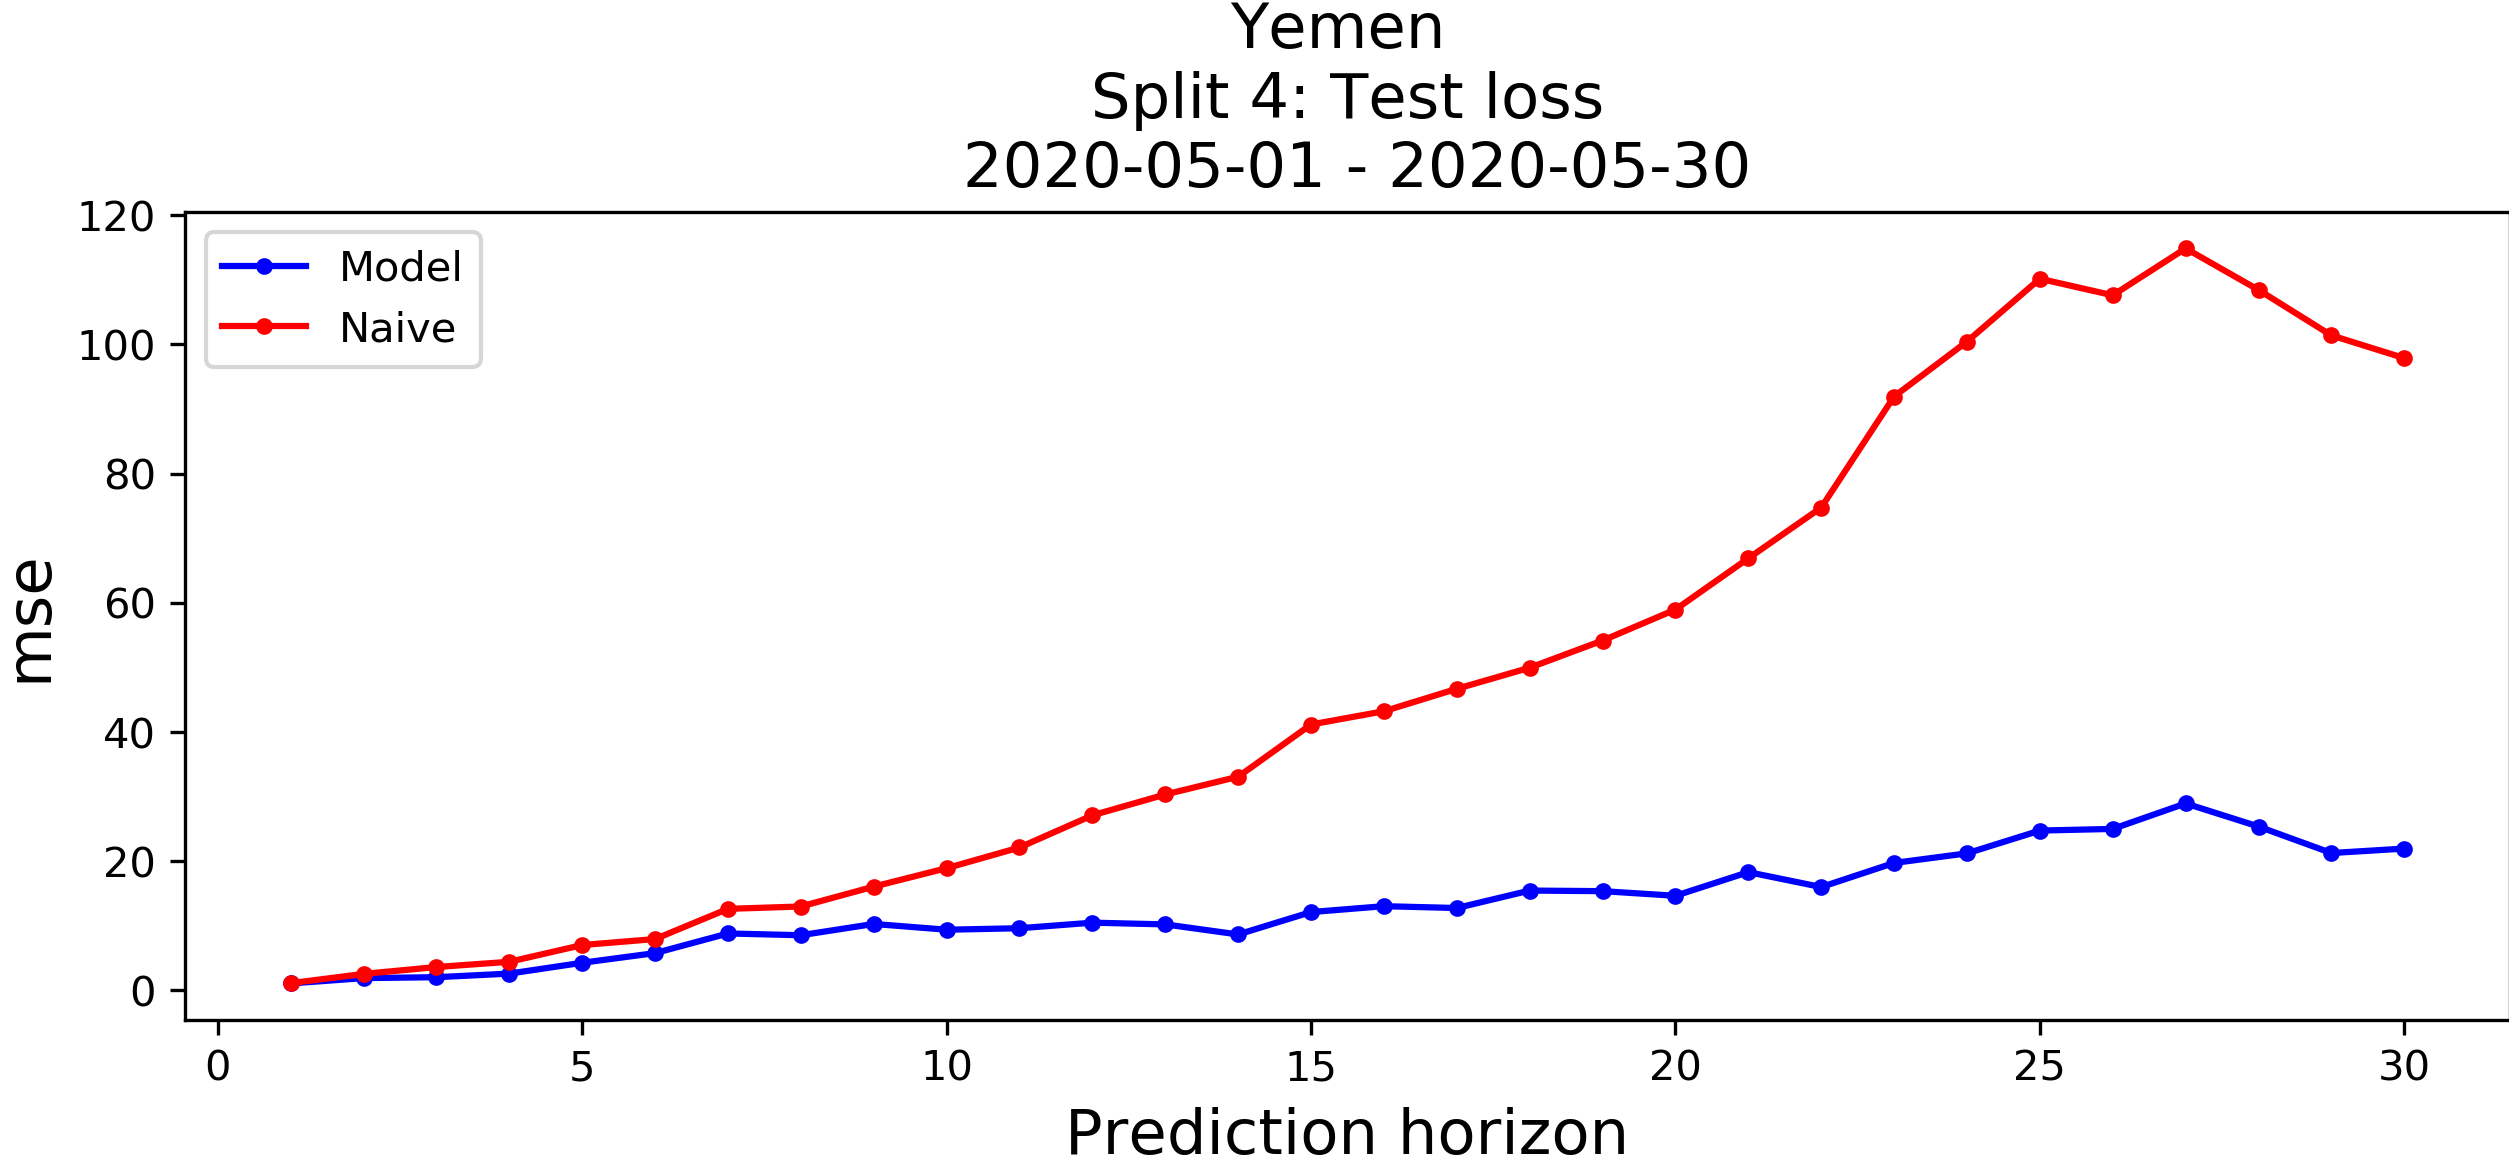 Yemen
Split 4: Test loss
2020-05-01 - 2020-05-30
120
100
80
60
40
20
0
mse
Model
Naive
0 5 10 15 20 25 30
Prediction horizon